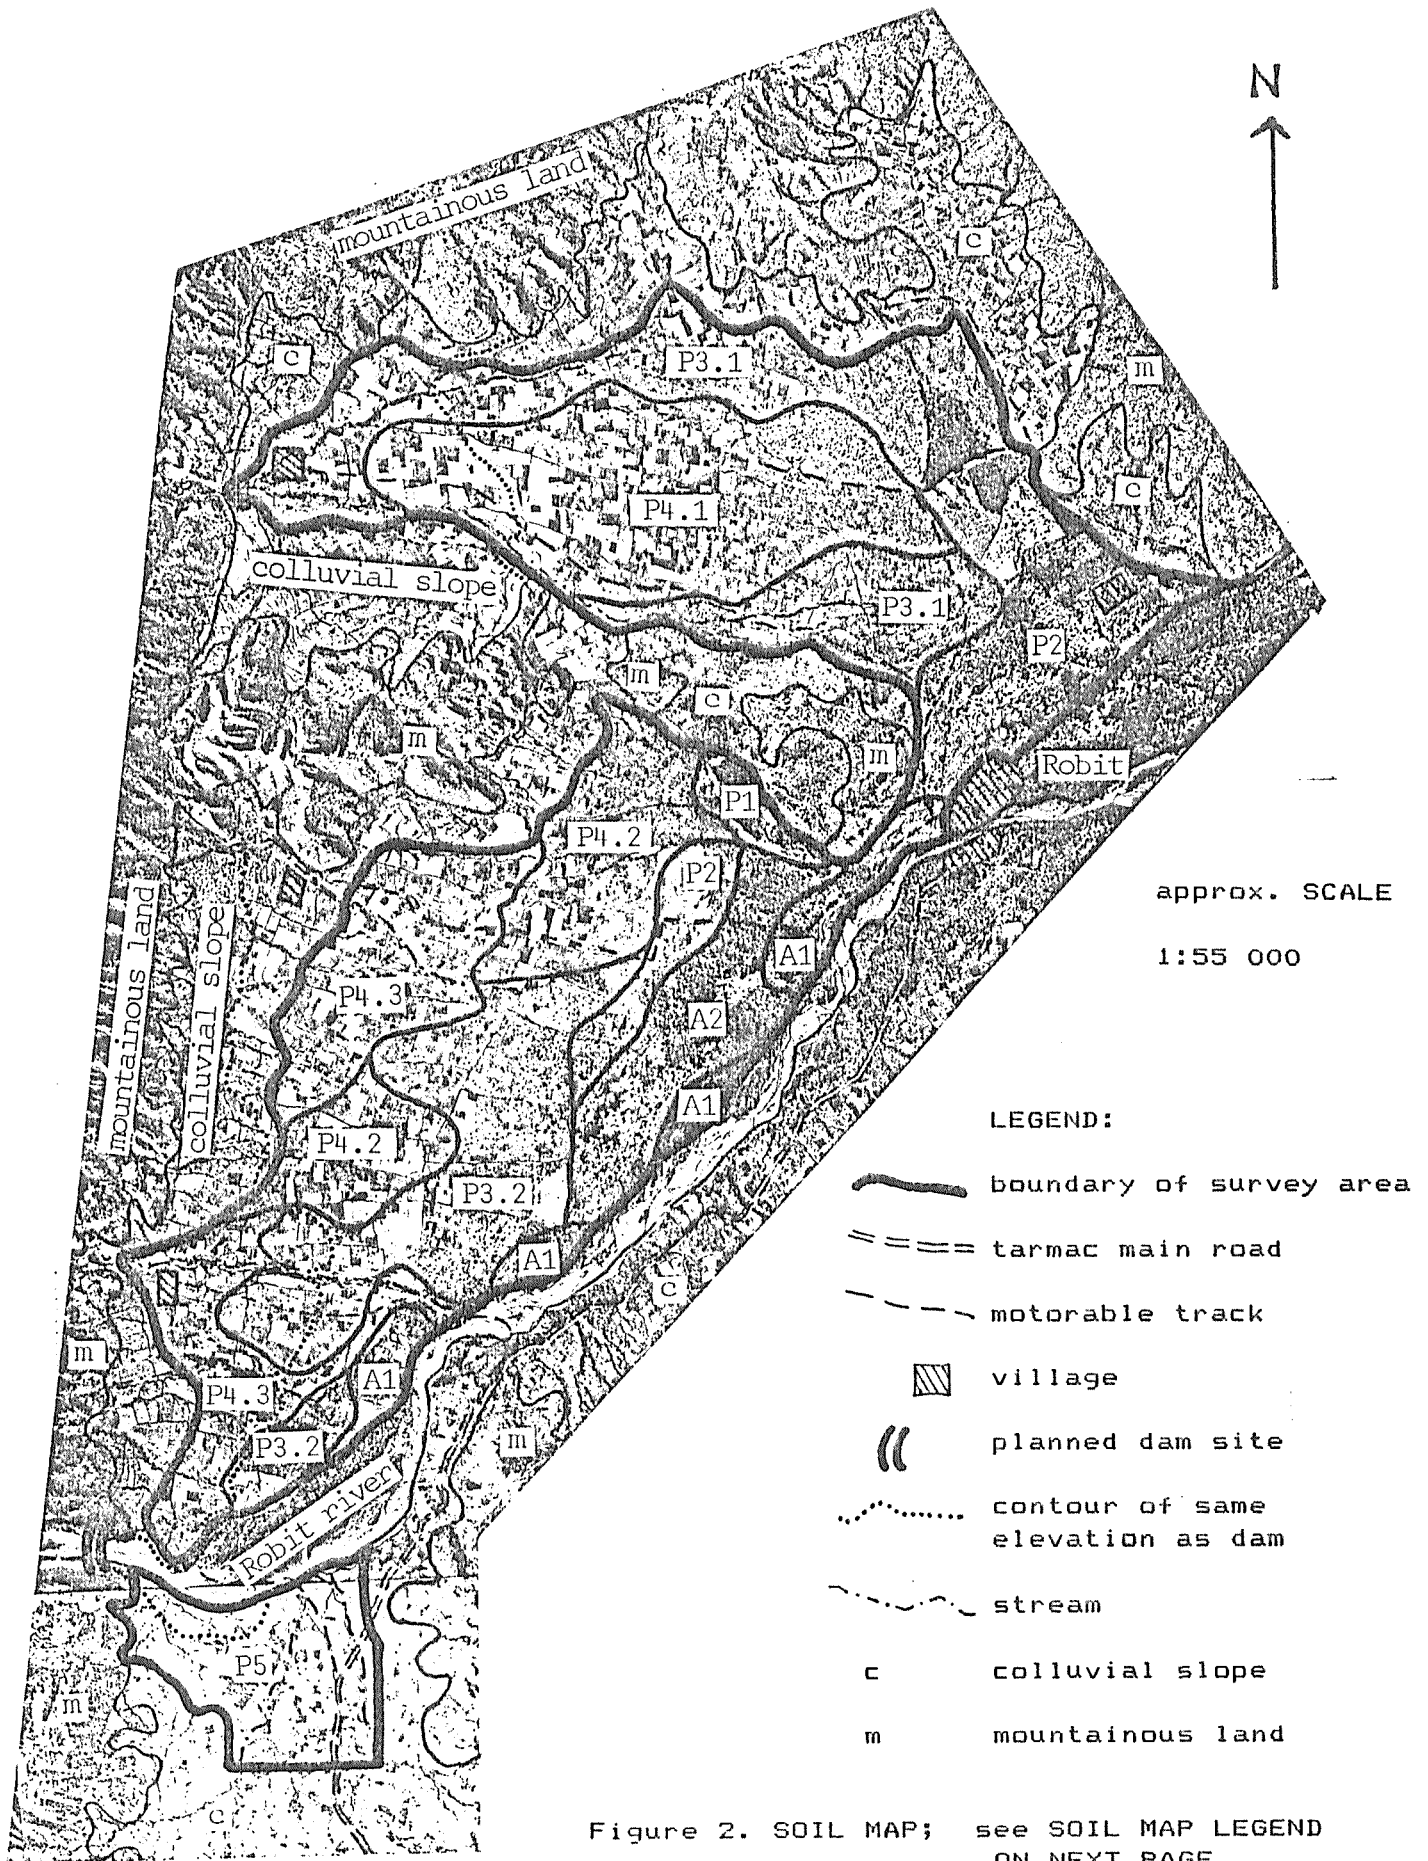 N
mountainous land
c
c
P3.1
m
c
P4.1
colluvial slope
P3.1
P2
m
c
m
m
Robit
P1
P4.2
P2
mountainous land
colluvial slope
approx. SCALE
A1
1:55 000
P4.3
A2
A1
LEGEND:
P4.2
P3.2
boundary of survey area
A1
tarmac main road
c
motorable track
m
A1
village
P4.3
P3.2
m
planned dam site
Robit river
contour of same
elevation as dam
stream
P5
colluvial slope
c
m
m
mountainous land
c
Figure 2. SOIL MAP; see SOIL MAP LEGEND
ON NEXT PAGE